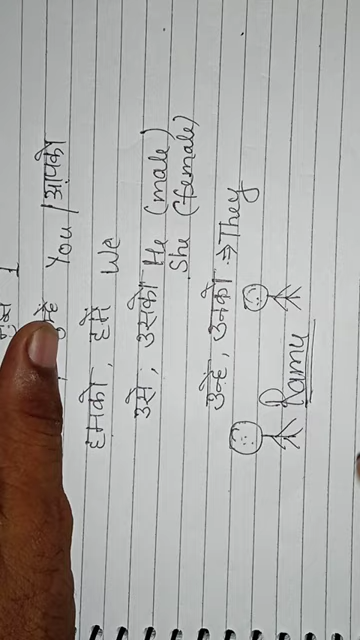 मुझे I
तुम्हे You/आपको
हमको, हमें We
उसे, उसको He (male)
She (female)
उन्हे, उनको ⇒ They
Ramu